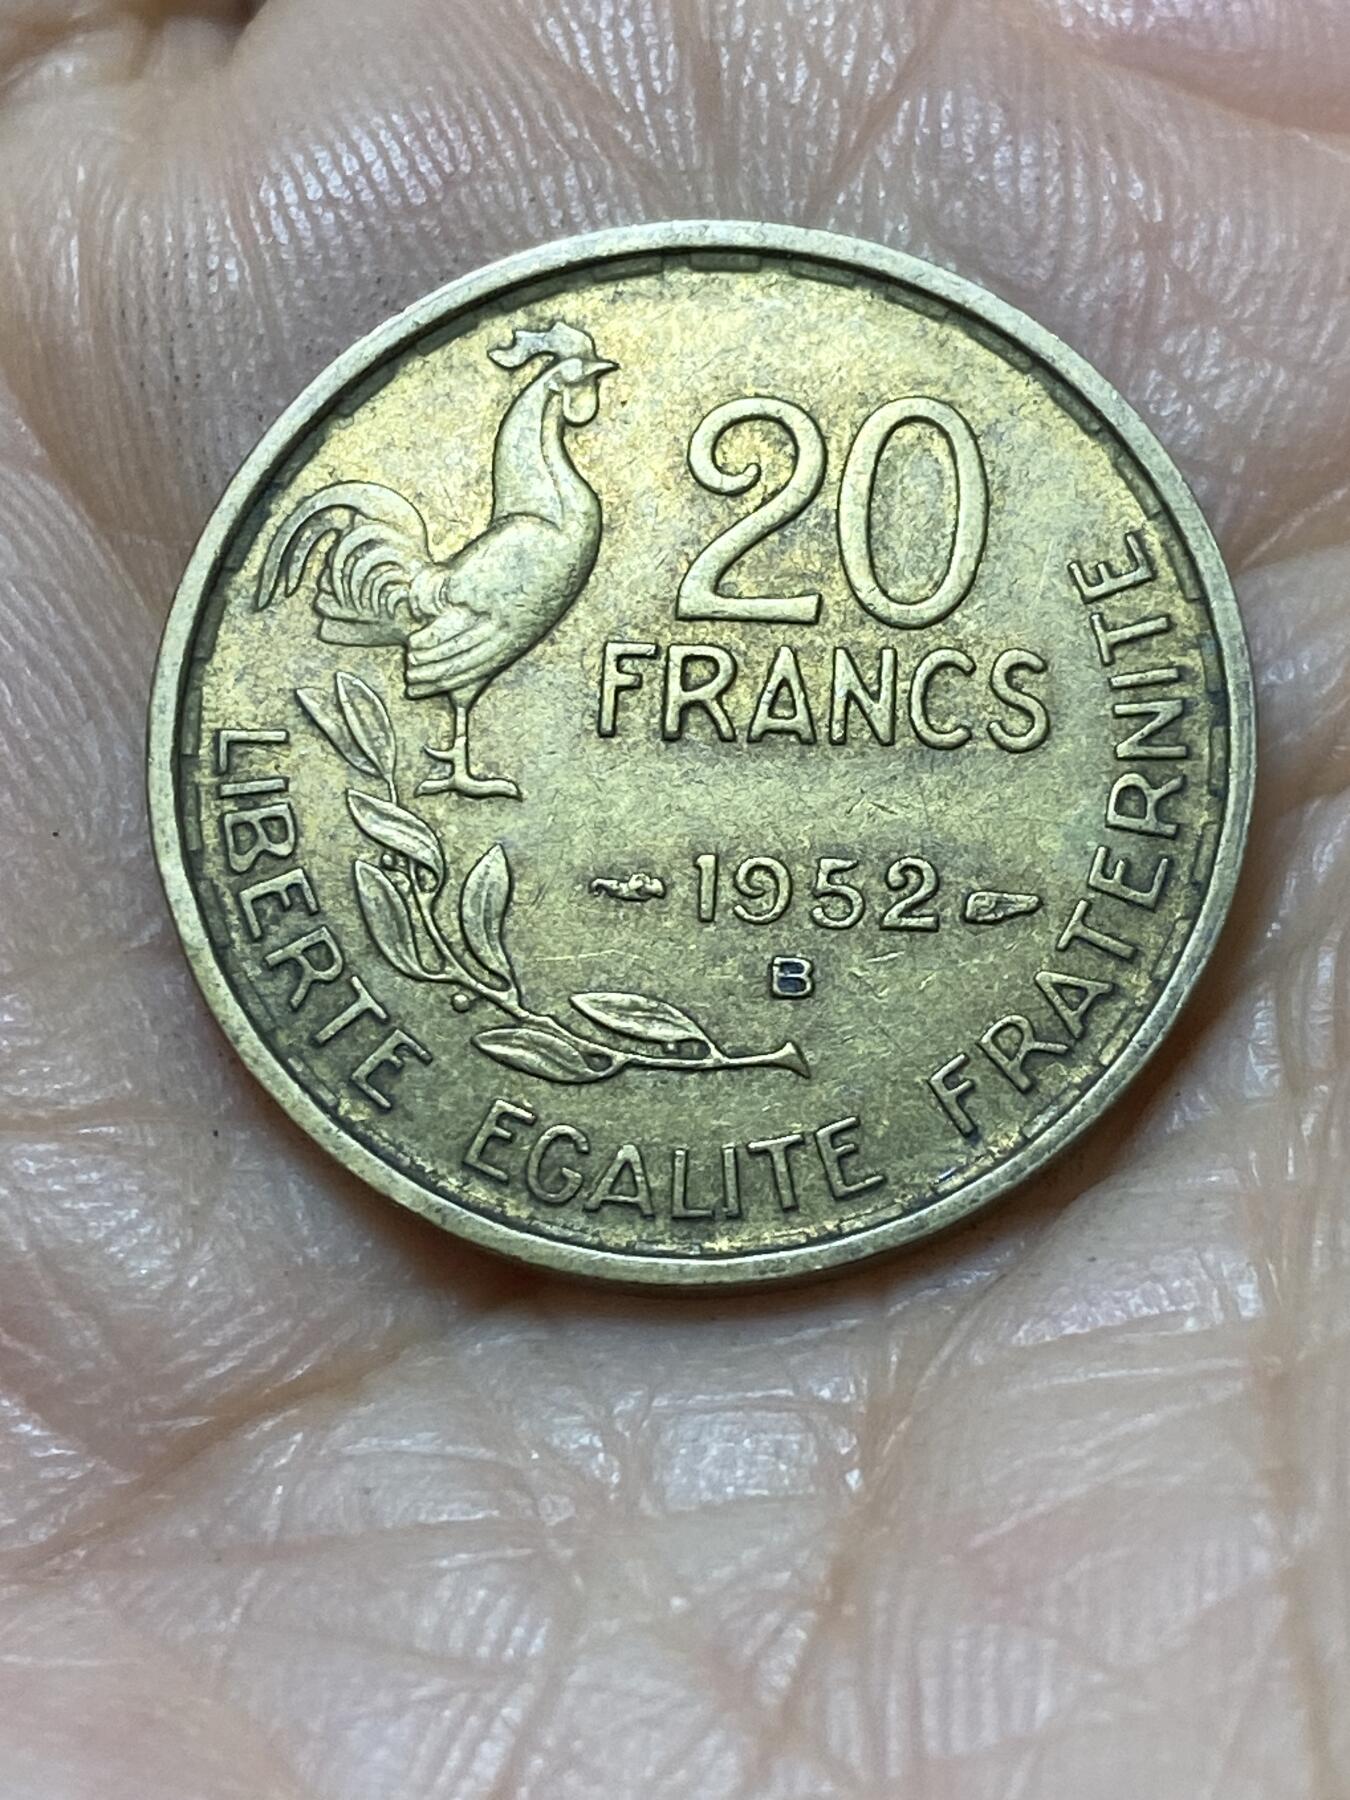 20
FRANCS
1952
B
LIBERTE EGALITE FRATERNITE